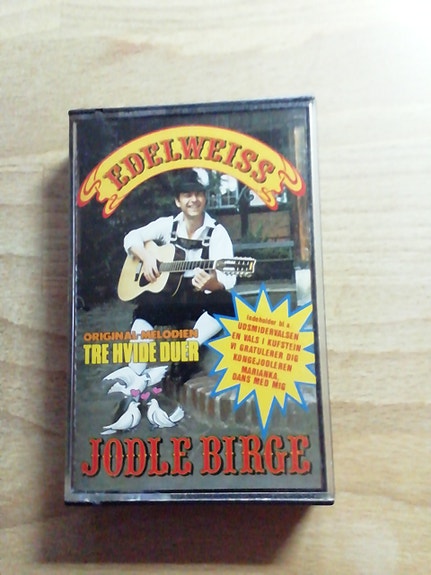 EDELWEISS
ORIGINAL-MELODIEN
TRE HVIDE DUER
Indeholder bl. a.
UDSMIDERVALSEN
EN VALS I KUFSTEIN
VI GRATULERER DIG
KONGEJODLEREN
MARIANKA
DANS MED MIG
JODLE BIRGE